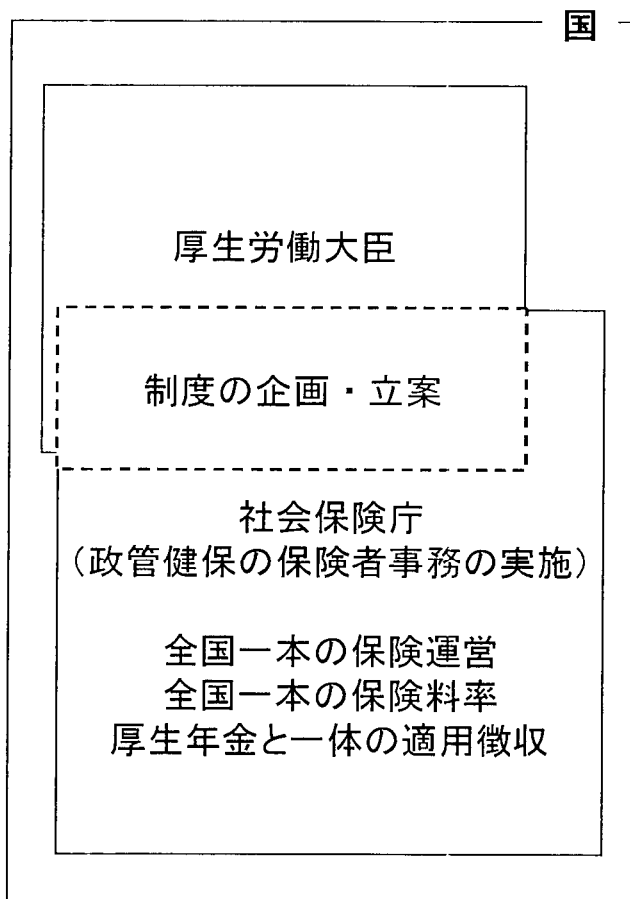 国
厚生労働大臣
制度の企画・立案
社会保険庁
（政管健保の保険者事務の実施）
全国一本の保険運営
全国一本の保険料率
厚生年金と一体の適用徴収